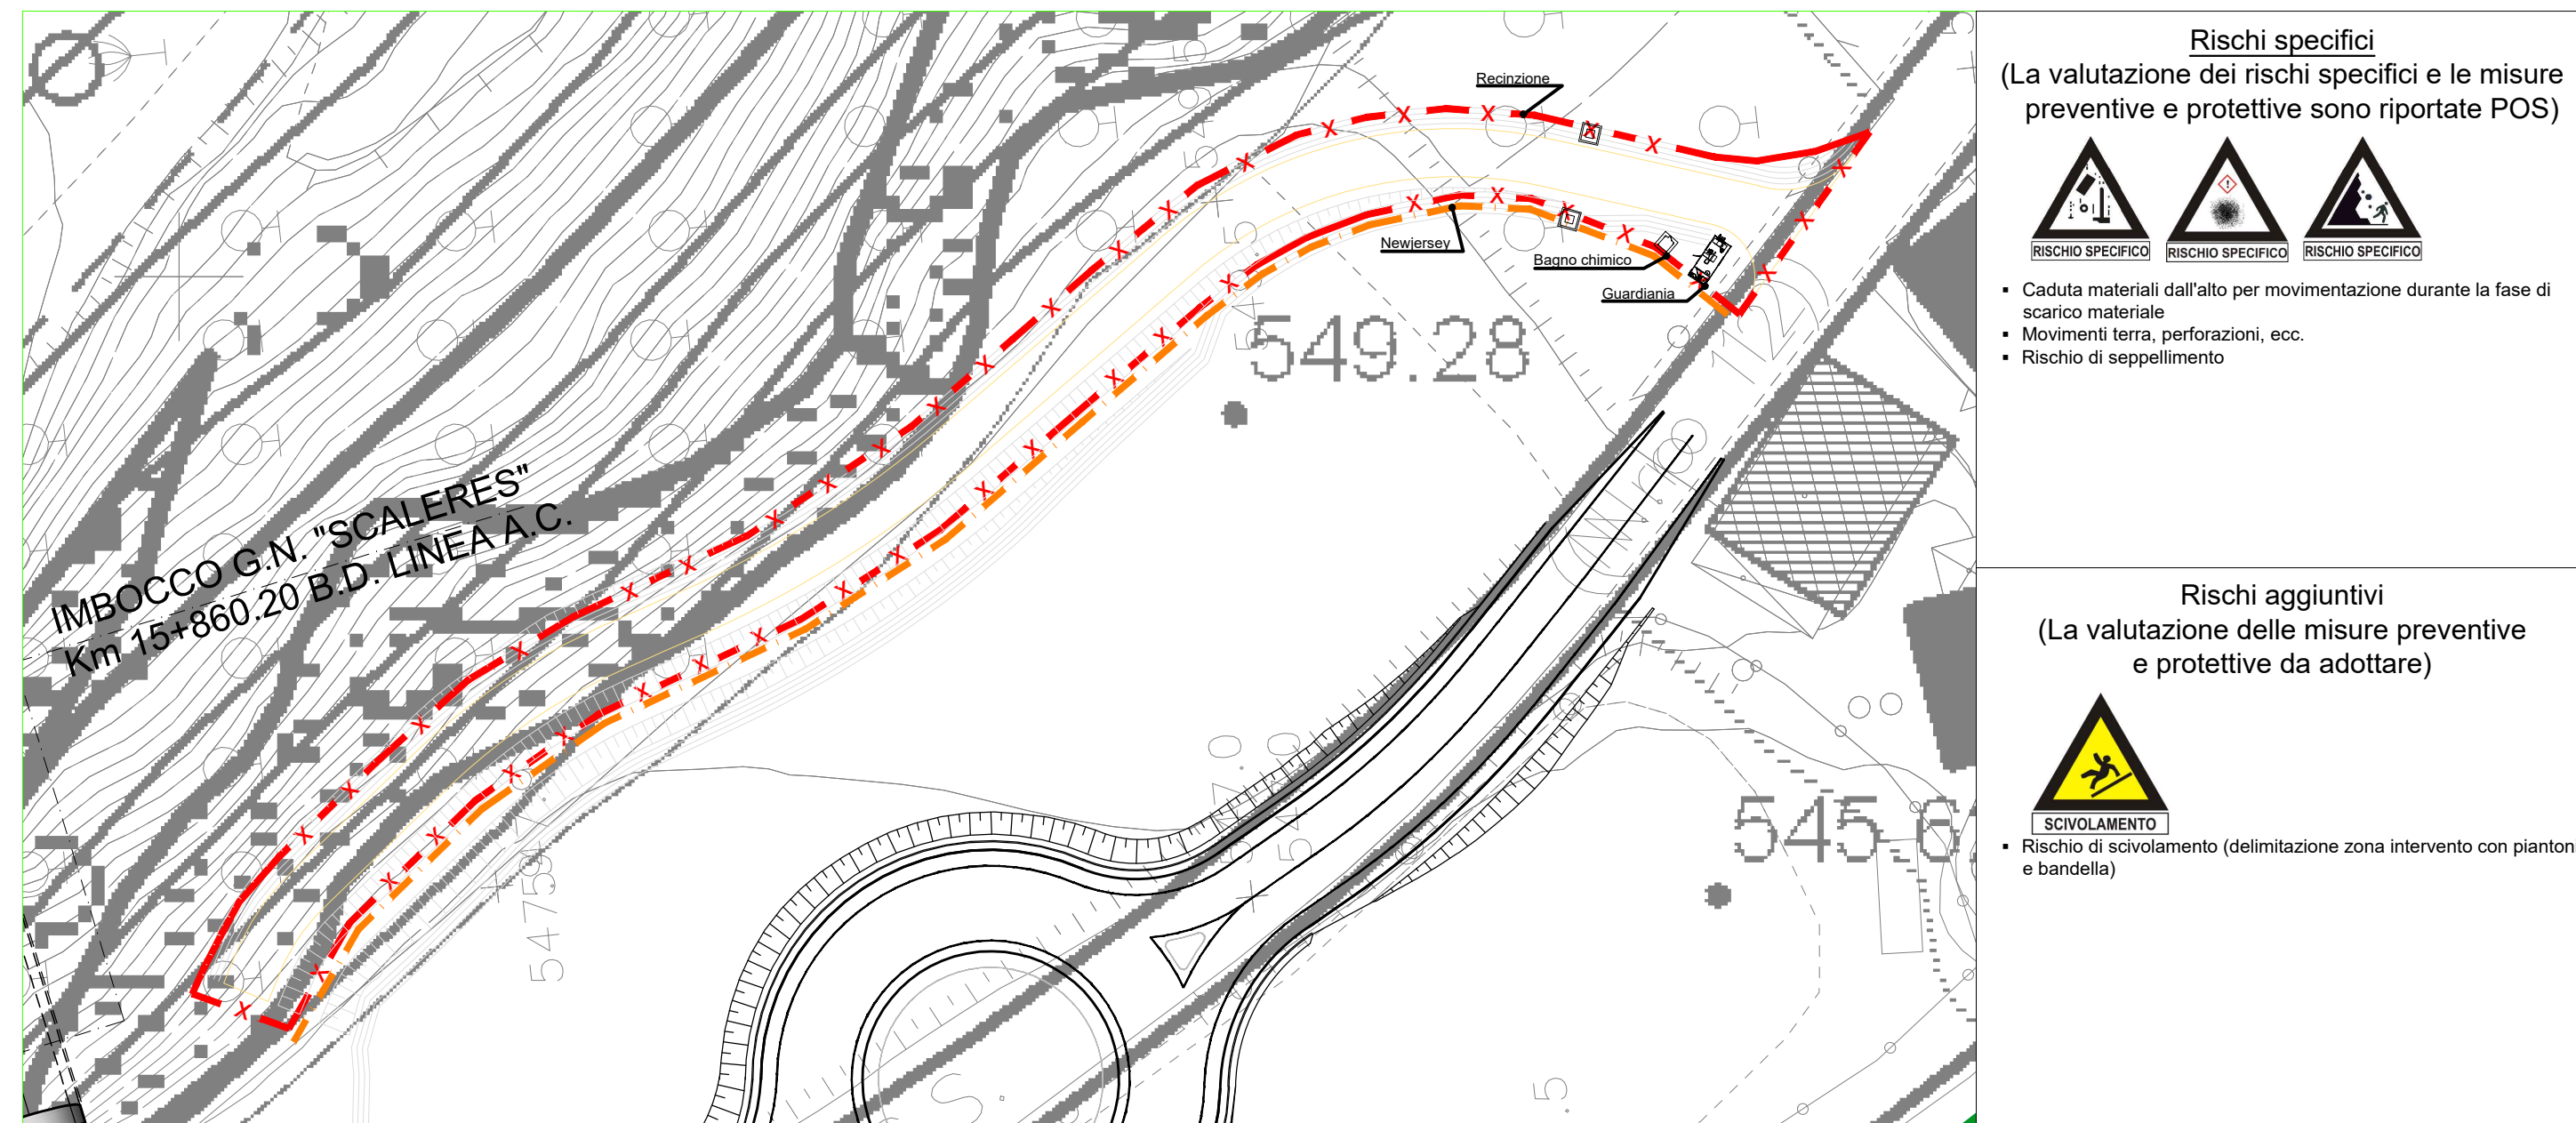 Recinzione
Newjersey
Bagno chimico
Guardiania
549.28
IMBOCCO G.N. "SCALERES"
Km 15+860.20 B.D. LINEA A.C.
Rischi specifici
(La valutazione dei rischi specifici e le misure
preventive e protettive sono riportate POS)
RISCHIO SPECIFICO
RISCHIO SPECIFICO
RISCHIO SPECIFICO
▪ Caduta materiali dall'alto per movimentazione durante la fase di
scarico materiale
▪ Movimenti terra, perforazioni, ecc.
▪ Rischio di seppellimento
Rischi aggiuntivi
(La valutazione delle misure preventive
e protettive da adottare)
SCIVOLAMENTO
▪ Rischio di scivolamento (delimitazione zona intervento con pianton
e bandella)